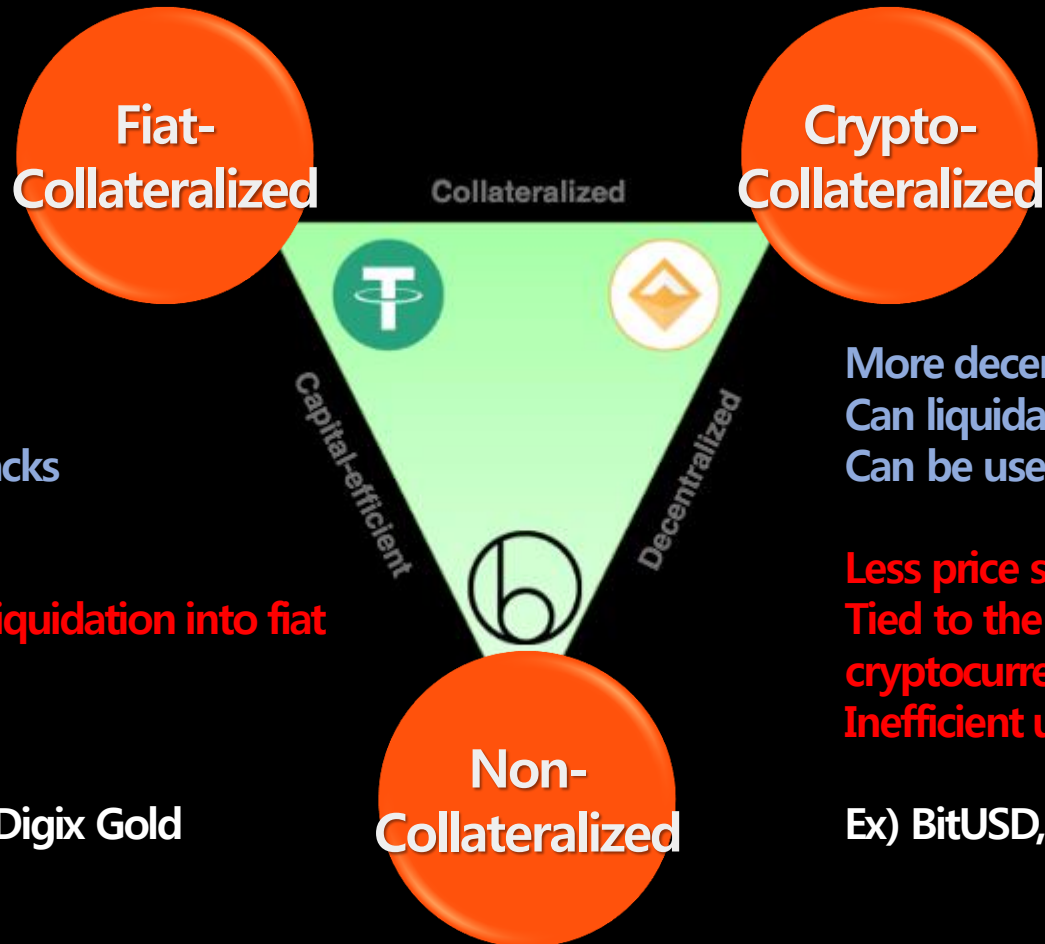 Fiat-
Collateralized
Crypto-
Collateralized
Collateralized
Capital-efficient
Decentralized
acks
iquidation into fiat
Digix Gold
More decen
Can liquida
Can be use
Less price s
Tied to the
cryptocurre
Inefficient u
Ex) BitUSD,
Non-
Collateralized